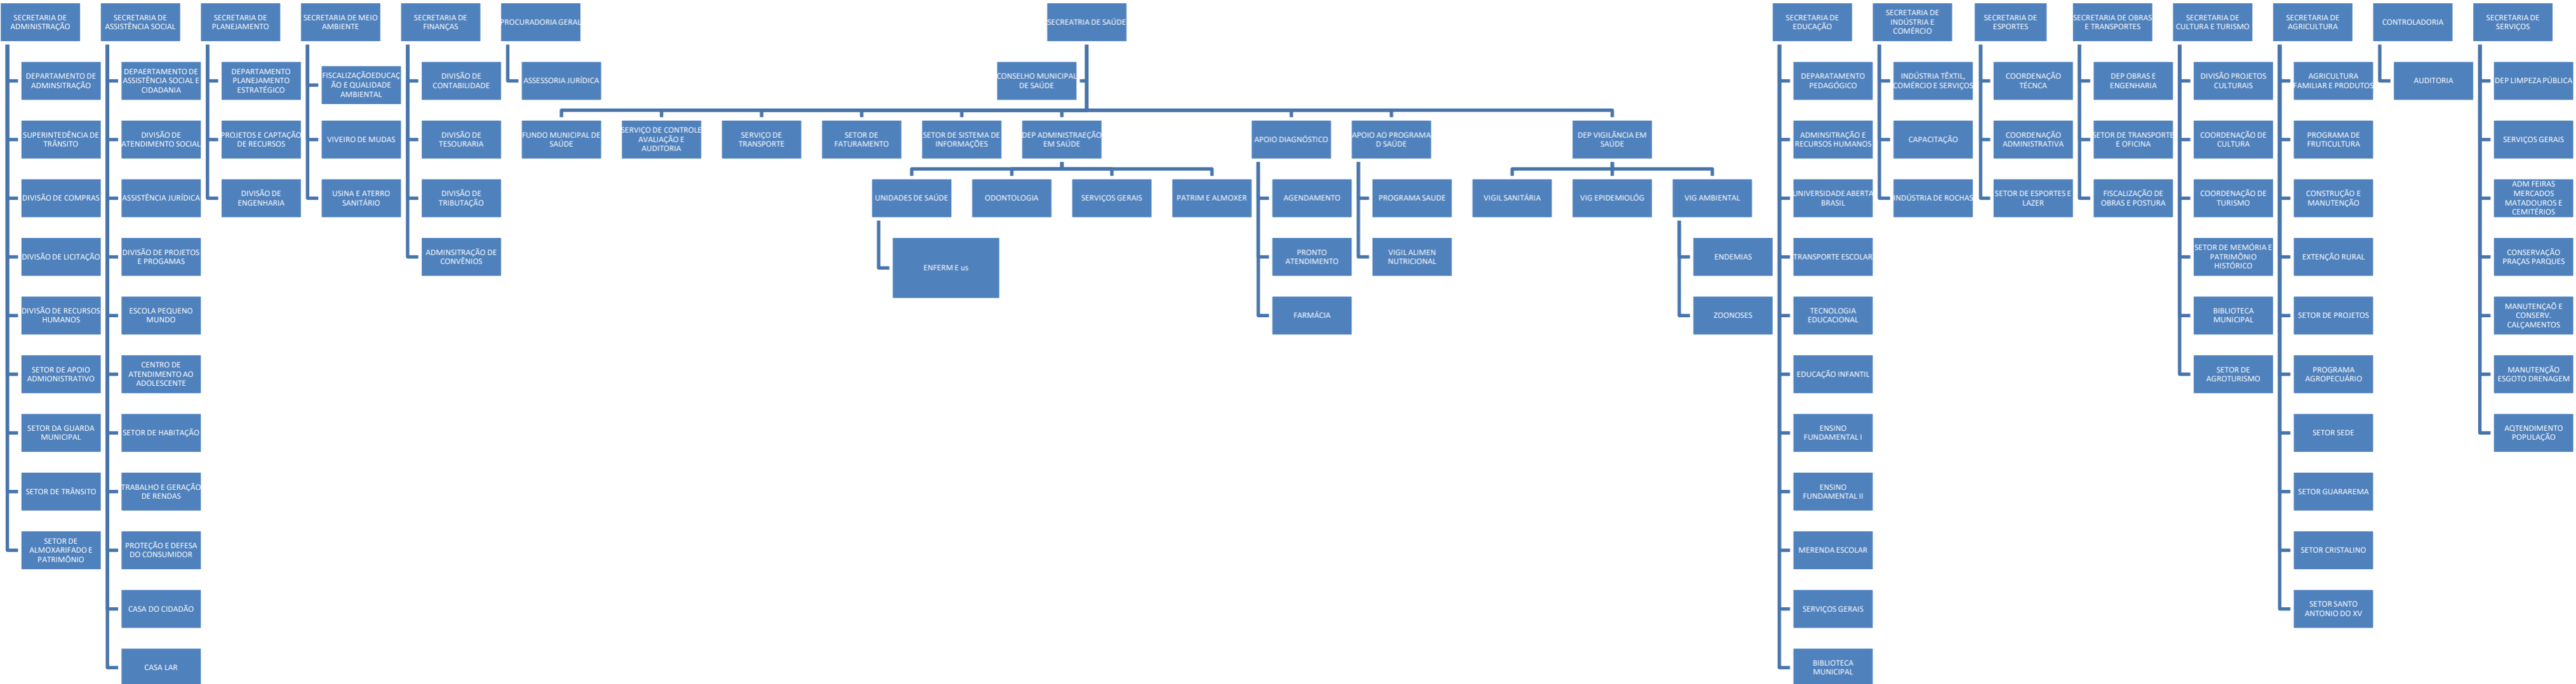 SECRETARIA DE
ADMINISTRAÇÃO
DEPARTAMENTO DE
ADMINSITRAÇÃO
SUPERINTEDÊNCIA DE
TRÂNSITO
DIVISÃO DE COMPRAS
DIVISÃO DE LICITAÇÃO
DIVISÃO DE RECURSOS
HUMANOS
SETOR DE APOIO
ADMIONISTRATIVO
SETOR DA GUARDA
MUNICIPAL
SETOR DE TRÂNSITO
SETOR DE
ALMOXARIFADO E
PATRIMÔNIO
SECRETARIA DE
ASSISTÊNCIA SOCIAL
DEPAERTAMENTO DE
ASSISTÊNCIA SOCIAL E
CIDADANIA
DIVISÃO DE
ATENDIMENTO SOCIAL
ASSISTÊNCIA JURÍDICA
DIVISÃO DE PROJETOS
E PROGAMAS
ESCOLA PEQUENO
MUNDO
CENTRO DE
ATENDIMENTO AO
ADOLESCENTE
SETOR DE HABITAÇÃO
TRABALHO E GERAÇÃO
DE RENDAS
PROTEÇÃO E DEFESA
DO CONSUMIDOR
CASA DO CIDADÃO
CASA LAR
SECRETARIA DE
PLANEJAMENTO
DEPARTAMENTO
PLANEJAMENTO
ESTRATÉGICO
PROJETOS E CAPTAÇÃO
DE RECURSOS
DIVISÃO DE
ENGENHARIA
SECRETARIA DE MEIO
AMBIENTE
FISCALIZAÇÃOEDUCAÇ
ÃO E QUALIDADE
AMBIENTAL
VIVEIRO DE MUDAS
USINA E ATERRO
SANITÁRIO
SECRETARIA DE
FINANÇAS
DIVISÃO DE
CONTABILIDADE
DIVISÃO DE
TESOURARIA
DIVISÃO DE
TRIBUTAÇÃO
ADMINSITRAÇÃO DE
CONVÊNIOS
PROCURADORIA GERAL
ASSESSORIA JURÍDICA
SECREATRIA DE SAÚDE
CONSELHO MUNICIPAL
DE SAÚDE
FUNDO MUNICIPAL DE
SAÚDE
SERVIÇO DE CONTROLE
AVALIAÇÃO E
AUDITORIA
SERVIÇO DE
TRANSPORTE
SETOR DE
FATURAMENTO
SETOR DE SISTEMA DE
INFORMAÇÕES
DEP ADMINISTRAEÇÃO
EM SAÚDE
UNIDADES DE SAÚDE
ENFERM E us
ODONTOLOGIA
SERVIÇOS GERAIS
PATRIM E ALMOXER
APOIO DIAGNÓSTICO
AGENDAMENTO
PRONTO
ATENDIMENTO
FARMÁCIA
APOIO AO PROGRAMA
D SAÚDE
PROGRAMA SAUDE
VIGIL ALIMEN
NUTRICIONAL
DEP VIGILÂNCIA EM
SAÚDE
VIGIL SANITÁRIA
VIG EPIDEMIOLÓG
VIG AMBIENTAL
ENDEMIAS
ZOONOSES
SECRETARIA DE
EDUCAÇÃO
DEPARATAMENTO
PEDAGÓGICO
ADMINSITRAÇÃO E
RECURSOS HUMANOS
UNIVERSIDADE ABERTA
BRASIL
TRANSPORTE ESCOLAR
TECNOLOGIA
EDUCACIONAL
EDUCAÇÃO INFANTIL
ENSINO
FUNDAMENTAL I
ENSINO
FUNDAMENTAL II
MERENDA ESCOLAR
SERVIÇOS GERAIS
BIBLIOTECA
MUNICIPAL
SECRETARIA DE
INDÚSTRIA E
COMÉRCIO
INDÚSTRIA TÊXTIL,
COMÉRCIO E SERVIÇOS
CAPACITAÇÃO
INDÚSTRIA DE ROCHAS
SECRETARIA DE
ESPORTES
COORDENAÇÃO
TÉCNCA
COORDENAÇÃO
ADMINISTRATIVA
SETOR DE ESPORTES E
LAZER
SECRETARIA DE OBRAS
E TRANSPORTES
DEP OBRAS E
ENGENHARIA
SETOR DE TRANSPORTE
E OFICINA
FISCALIZAÇÃO DE
OBRAS E POSTURA
SECRETARIA DE
CULTURA E TURISMO
DIVISÃO PROJETOS
CULTURAIS
COORDENAÇÃO DE
CULTURA
COORDENAÇÃO DE
TURISMO
SETOR DE MEMÓRIA E
PATRIMÔNIO
HISTÓRICO
BIBLIOTECA
MUNICIPAL
SETOR DE
AGROTURISMO
SECRETARIA DE
AGRICULTURA
AGRICULTURA
FAMILIAR E PRODUTOS
PROGRAMA DE
FRUTICULTURA
CONSTRUÇÃO E
MANUTENÇÃO
EXTENÇÃO RURAL
SETOR DE PROJETOS
PROGRAMA
AGROPECUÁRIO
SETOR SEDE
SETOR GUARAREMA
SETOR CRISTALINO
SETOR SANTO
ANTONIO DO XV
CONTROLADORIA
AUDITORIA
SECRETARIA DE
SERVIÇOS
DEP LIMPEZA PÚBLICA
SERVIÇOS GERAIS
ADM FEIRAS
MERCADOS
MATADOUROS E
CEMITÉRIOS
CONSERVAÇÃO
PRAÇAS PARQUES
MANUTENÇAÕ E
CONSERV.
CALÇAMENTOS
MANUTENÇÃO
ESGOTO DRENAGEM
AQTENDIMENTO
POPULAÇÃO